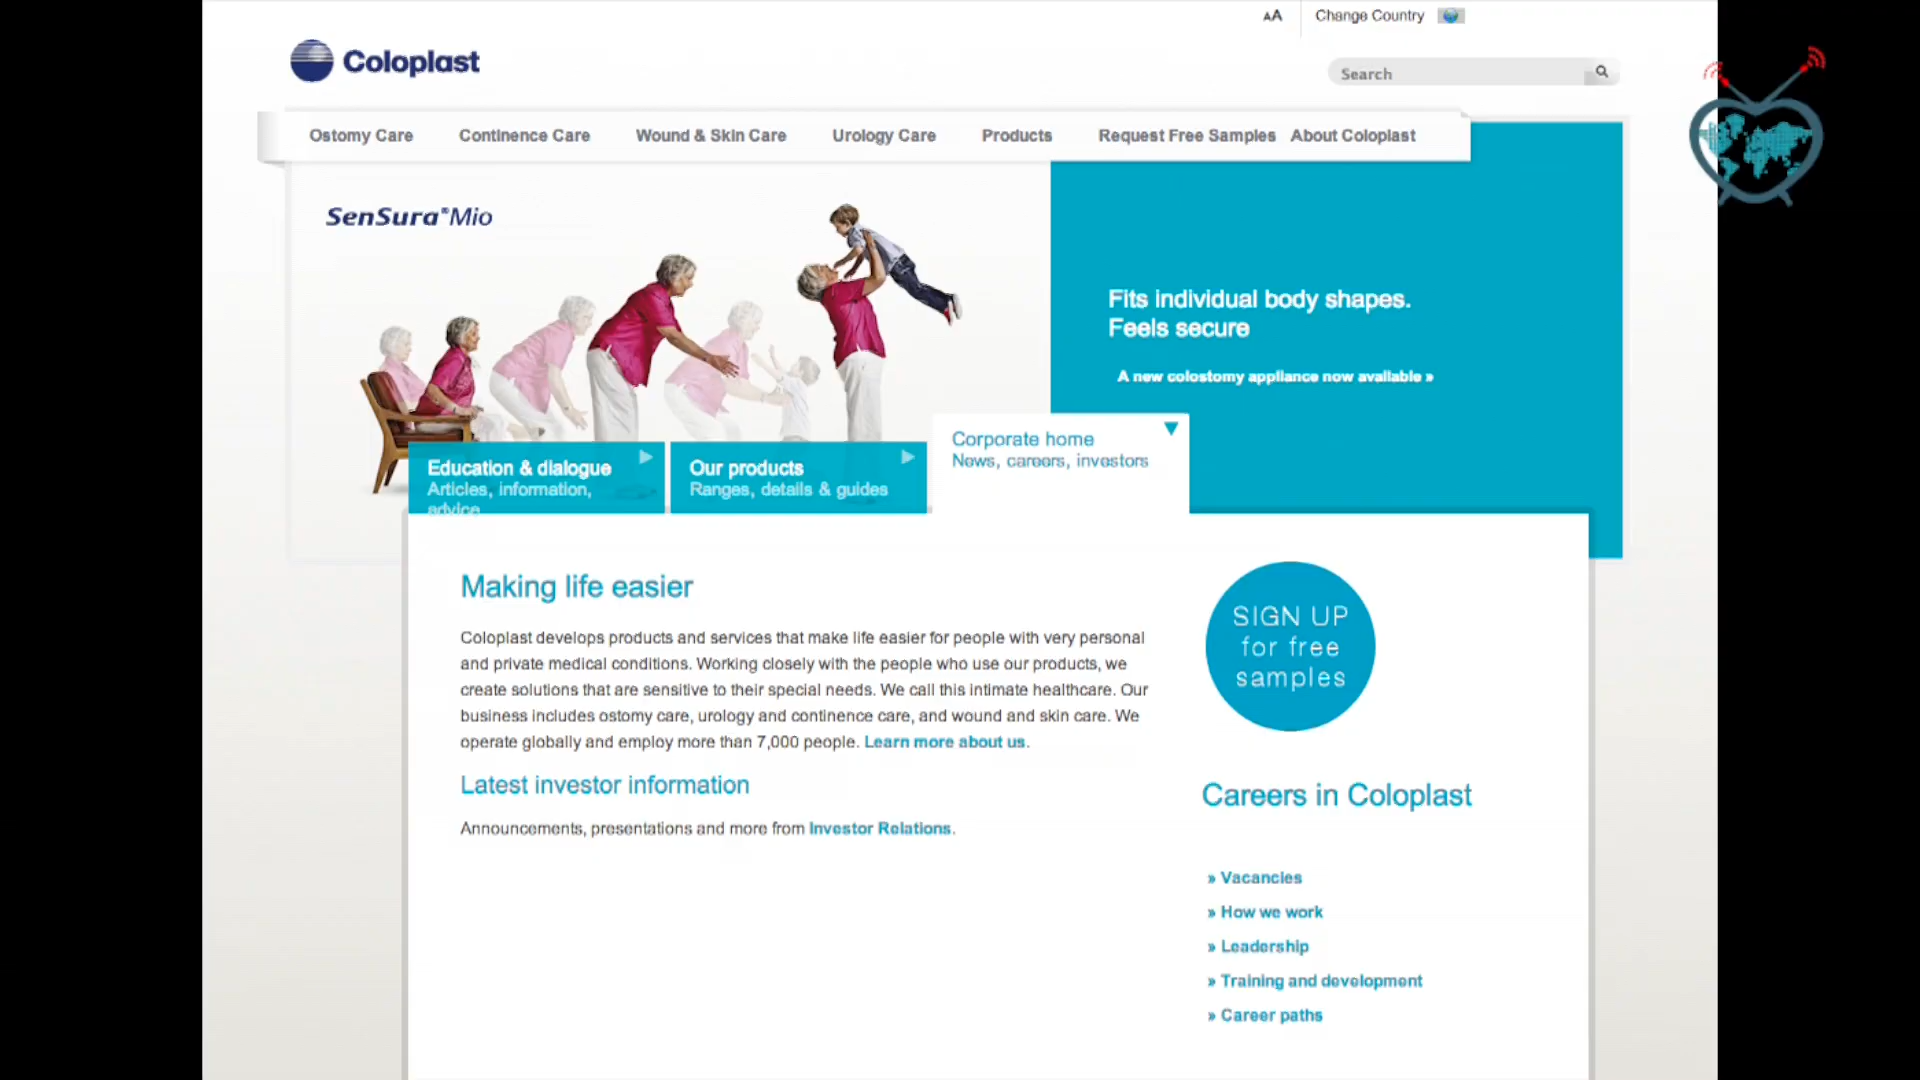 AA
Change Country
Coloplast
Search
Ostomy Care Continence Care Wound & Skin Care Urology Care Products Request Free Samples About Coloplast
SenSura® Mio
Fits individual body shapes.
Feels secure
A new colostomy appliance now available »
Education & dialogue
Articles, information,
advice
Our products
Ranges, details & guides
Corporate home
News, careers, investors
Making life easier
Coloplast develops products and services that make life easier for people with very personal
and private medical conditions. Working closely with the people who use our products, we
create solutions that are sensitive to their special needs. We call this intimate healthcare. Our
business includes ostomy care, urology and continence care, and wound and skin care. We
operate globally and employ more than 7,000 people. Learn more about us.
Latest investor information
Announcements, presentations and more from Investor Relations.
SIGN UP
for free
samples
Careers in Coloplast
» Vacancies
» How we work
» Leadership
» Training and development
» Career paths